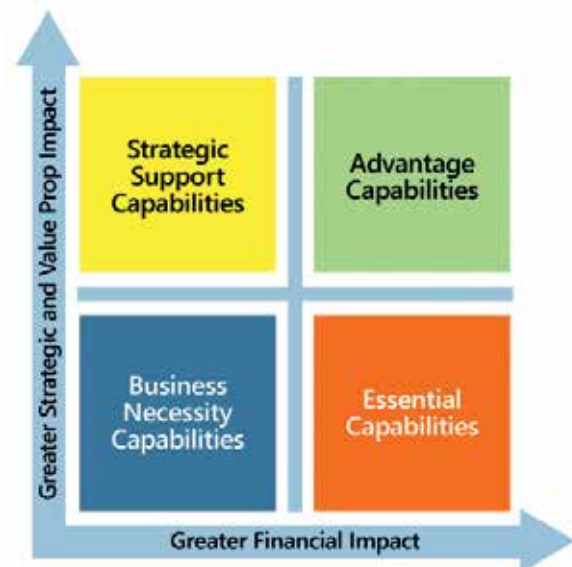 Greater Strategic and Value Prop Impact
Strategic
Support
Capabilities
Advantage
Capabilities
Business
Necessity
Capabilities
Essential
Capabilities
Greater Financial Impact